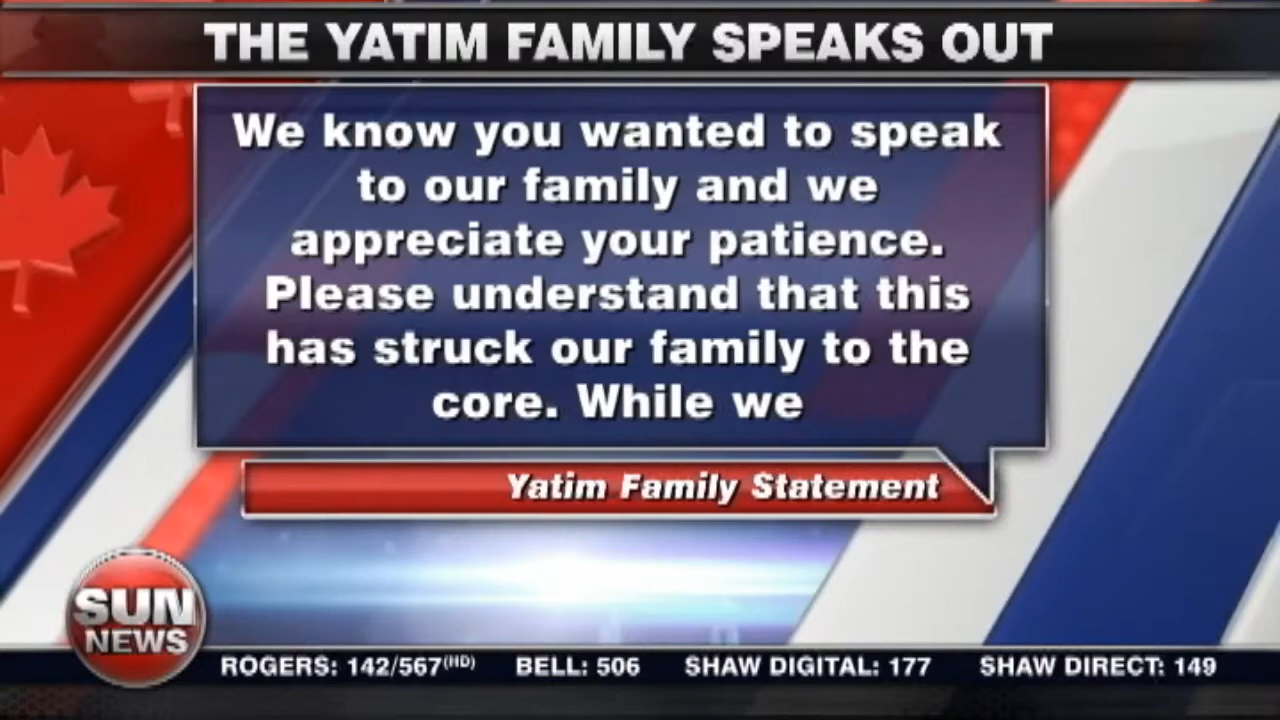 THE YATIM FAMILY SPEAKS OUT
We know you wanted to speak
to our family and we
appreciate your patience.
Please understand that this
has struck our family to the
core. While we
Yatim Family Statement
SUN
NEWS
ROGERS: 142/567(HD) BELL: 506 SHAW DIGITAL: 177 SHAW DIRECT: 149